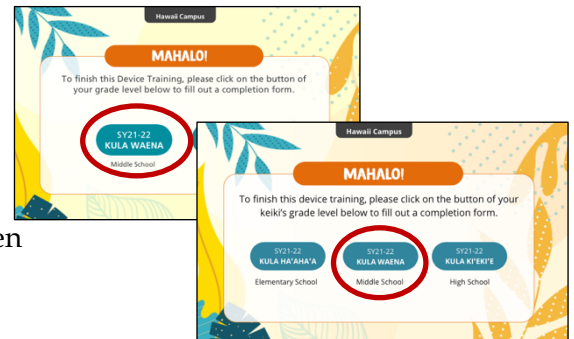 Hawaii Campus
MAHALO!
To finish this Device Training, please click on the button of
your grade level below to fill out a completion form.
SY21-22
KULA WAENA
Middle School
en
Hawaii Campus
MAHALO!
To finish this device training, please click on the button of your
keiki's grade level below to fill out a completion form.
SY21-22
KULA HA'AHA'A
Elementary School
SY21-22
KULA WAENA
Middle School
SY21-22
KULA KI'EKI'E
High School